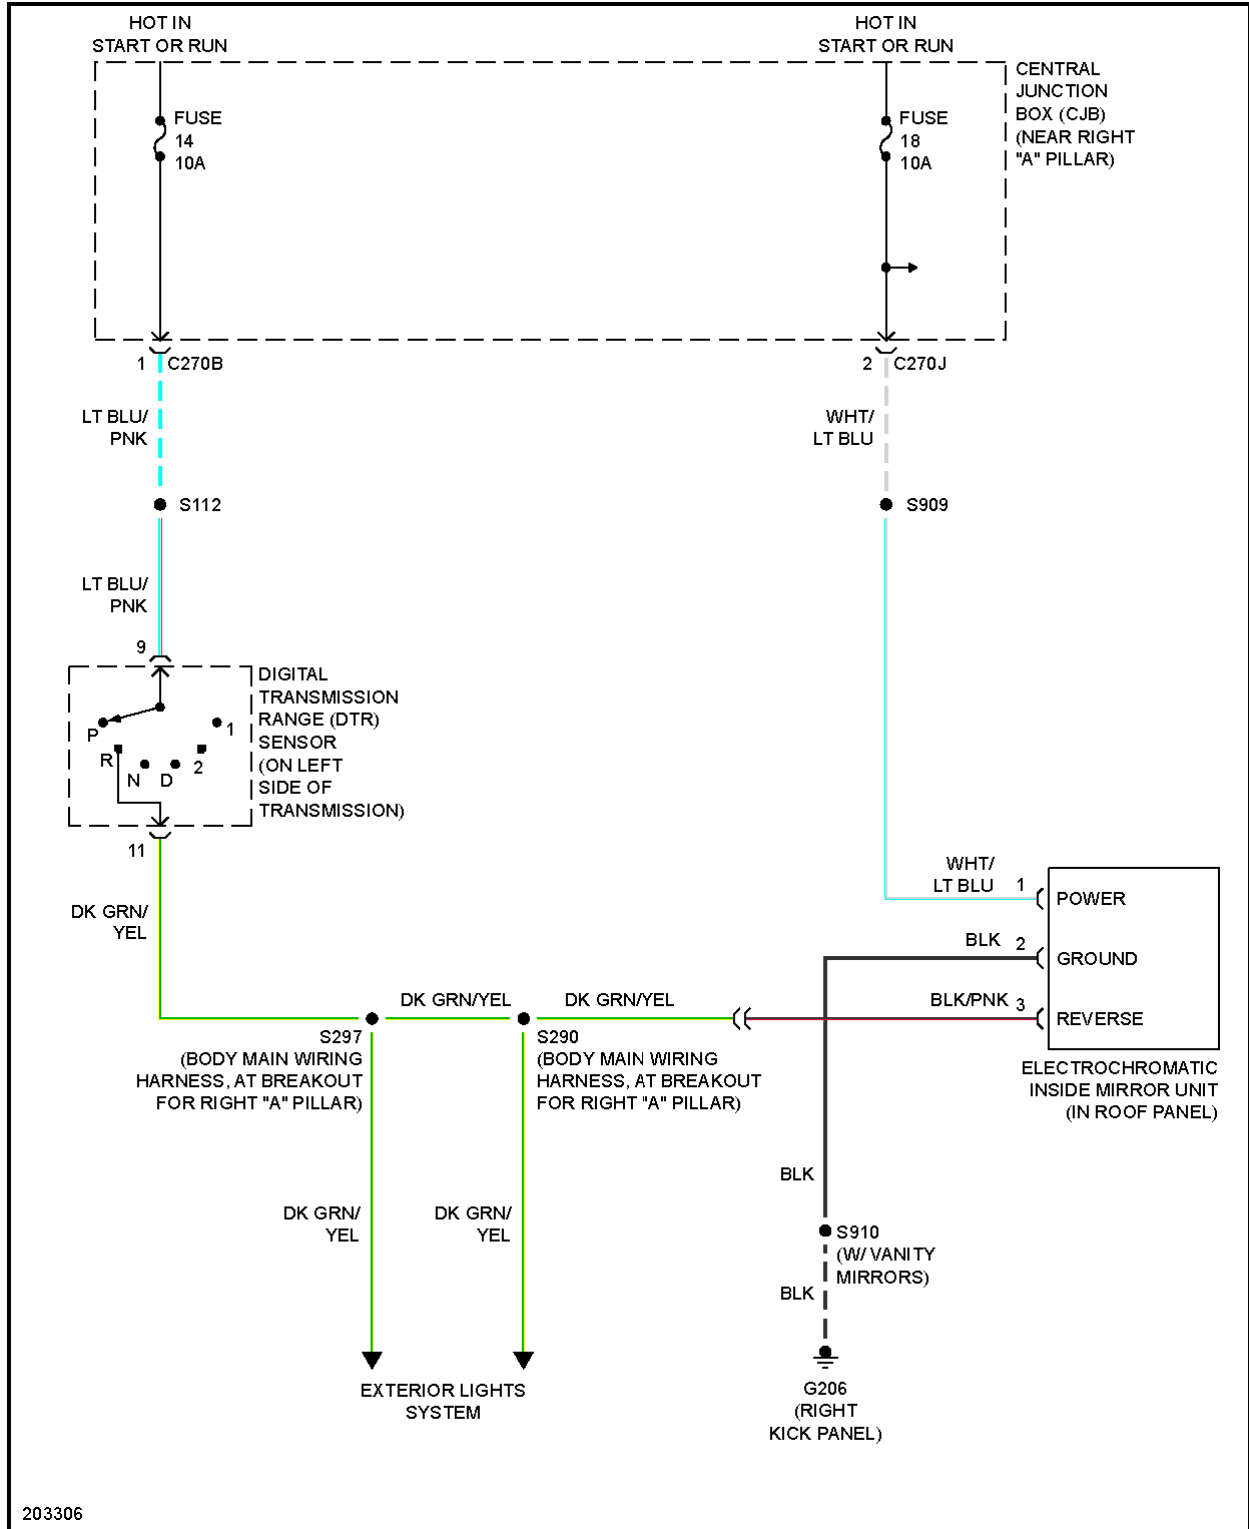 HOT IN
START OR RUN
HOT IN
START OR RUN
CENTRAL
JUNCTION
BOX (CJB)
(NEAR RIGHT
"A" PILLAR)
FUSE
14
10A
FUSE
18
10A
1 C270B
2 C270J
LT BLU/
PNK
WHT/
LT BLU
S112
S909
LT BLU/
PNK
9
DIGITAL
TRANSMISSION
RANGE (DTR)
SENSOR
(ON LEFT
SIDE OF
TRANSMISSION)
P
R
N
D
2
1
11
DK GRN/
YEL
WHT/
LT BLU
1
POWER
BLK 2
GROUND
DK GRN/YEL
DK GRN/YEL
BLK/PNK 3
REVERSE
S297
(BODY MAIN WIRING
HARNESS, AT BREAKOUT
FOR RIGHT "A" PILLAR)
S290
(BODY MAIN WIRING
HARNESS, AT BREAKOUT
FOR RIGHT "A" PILLAR)
ELECTROCHROMATIC
INSIDE MIRROR UNIT
(IN ROOF PANEL)
BLK
DK GRN/
YEL
DK GRN/
YEL
S910
(W/ VANITY
MIRRORS)
BLK
EXTERIOR LIGHTS
SYSTEM
G206
(RIGHT
KICK PANEL)
203306